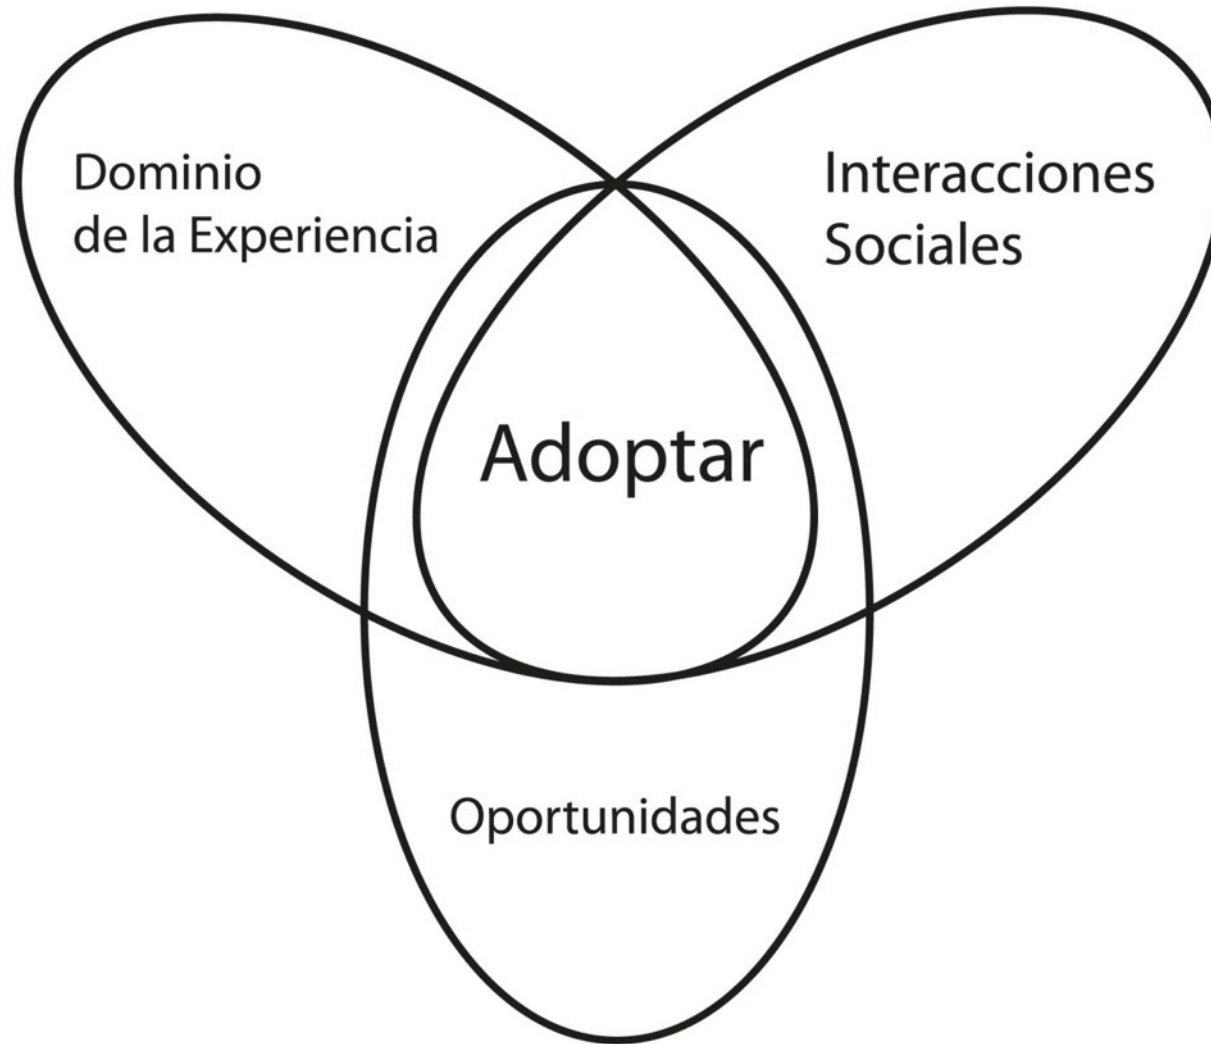 Dominio
de la Experiencia
Interacciones
Sociales
Adoptar
Oportunidades